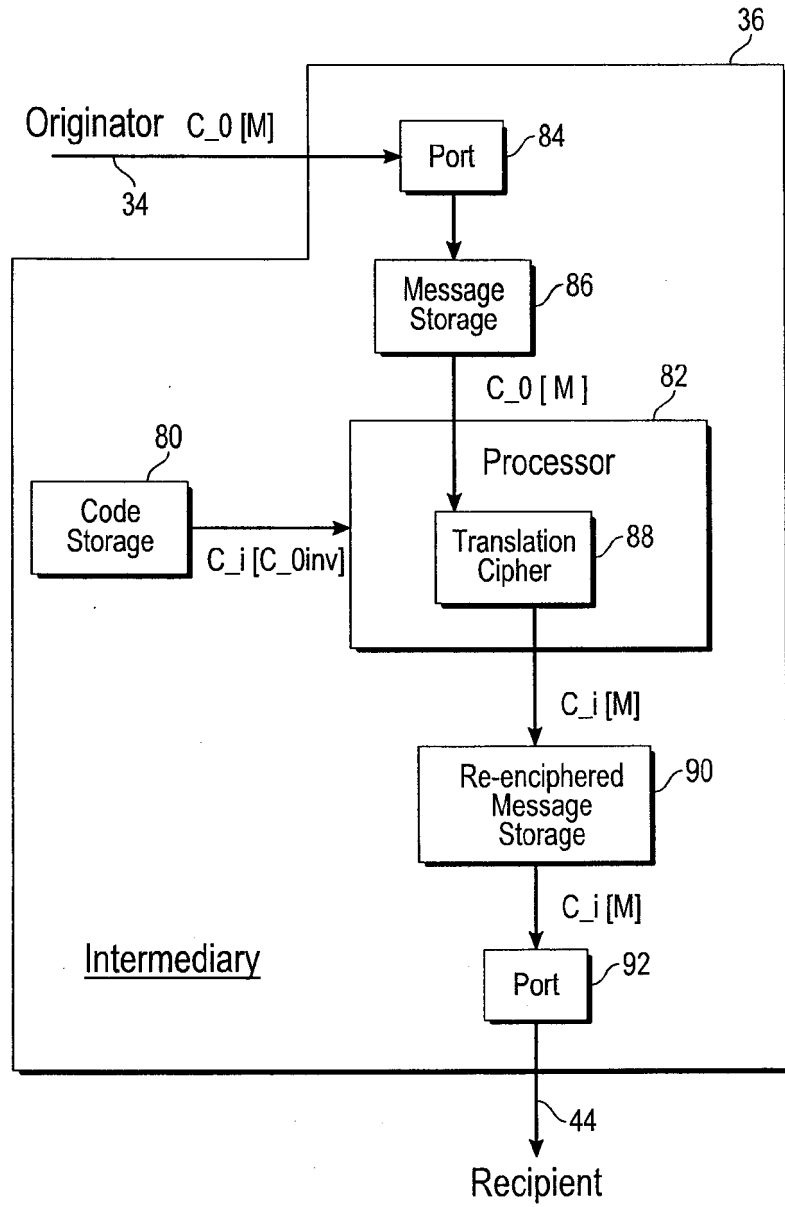 36
Originator C_0 [M]
34
Port
84
Message
Storage
86
C_0 [ M ]
82
Processor
80
Code
Storage
C_i [C_0inv]
Translation
Cipher
88
C_i [M]
Re-enciphered
Message
Storage
90
C_i [M]
Intermediary
Port
92
44
Recipient